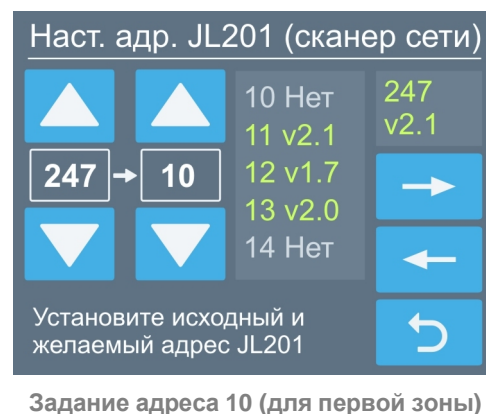 Наст. адр. JL201 (сканер сети)
247
10
10 Нет
11 v2.1
12 v1.7
13 v2.0
14 Нет
247
v2.1
Установите исходный и
желаемый адрес JL201
Задание адреса 10 (для первой зоны)